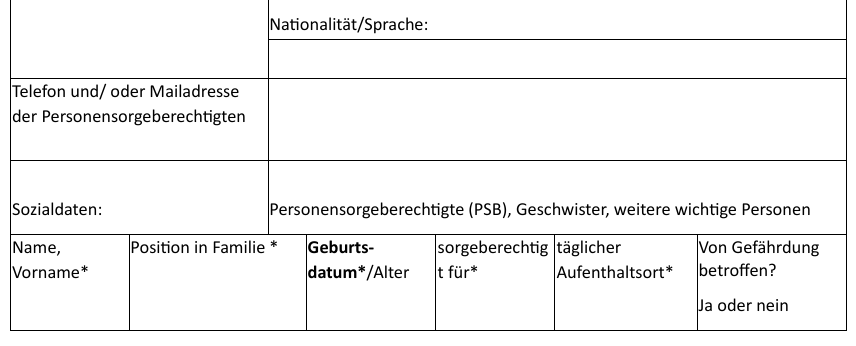 Nationalität/Sprache:
Telefon und/ oder Mailadresse
der Personensorgeberechtigten
Sozialdaten:
Personensorgeberechtigte (PSB), Geschwister, weitere wichtige Personen
Name,
Vorname*
Position in Familie *
Geburts-
datum*/Alter
sorgeberechtig
t für*
täglicher
Aufenthaltsort*
Von Gefährdung
betroffen?
Ja oder nein